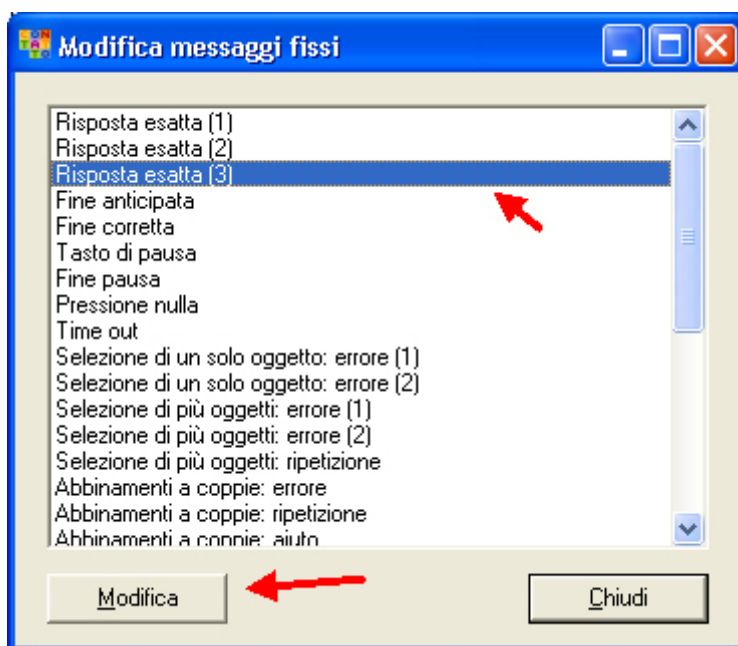 Modifica messaggi fissi
Risposta esatta (1)
Risposta esatta (2)
Risposta esatta (3)
Fine anticipata
Fine corretta
Tasto di pausa
Fine pausa
Pressione nulla
Time out
Selezione di un solo oggetto: errore (1)
Selezione di un solo oggetto: errore (2)
Selezione di più oggetti: errore (1)
Selezione di più oggetti: errore (2)
Selezione di più oggetti: ripetizione
Abbinamenti a coppie: errore
Abbinamenti a coppie: ripetizione
Abbinamenti a coppie: aiuto
Modifica
Chiudi